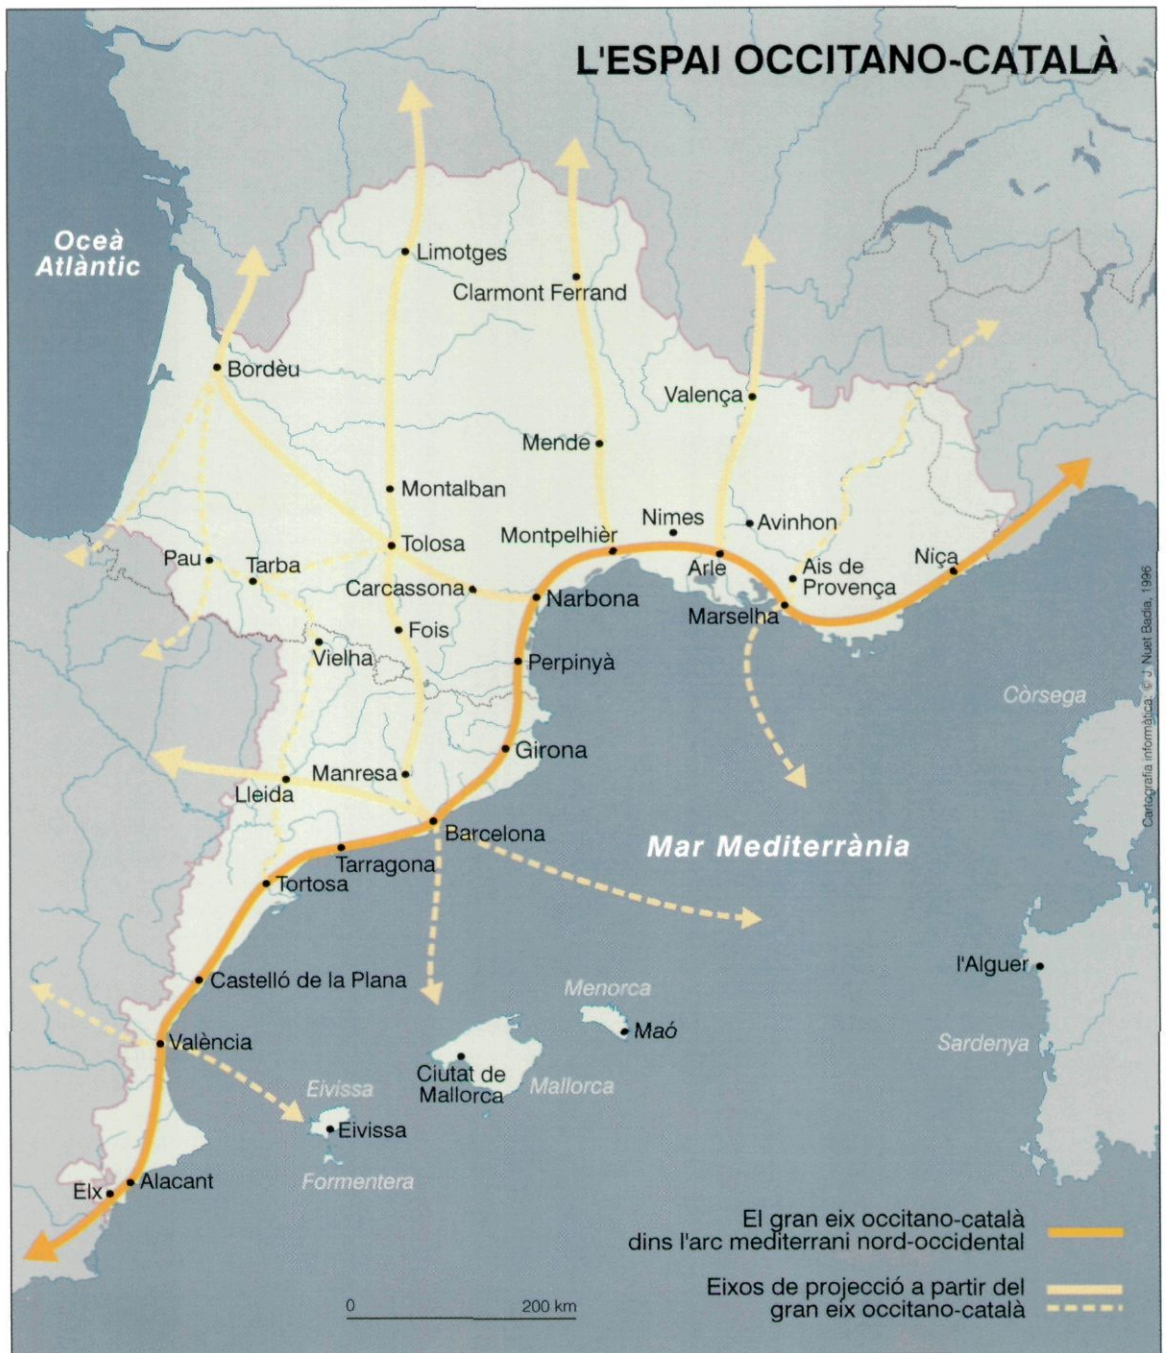 L'ESPAI OCCITANO-CATALÀ
Oceà
Atlàntic
Limotges
Clarmont Ferrand
Bordèu
Valença
Mende
Montalban
Nimes
Avinhon
Montpelhièr
Tolosa
Pau
Tarba
Arle
Ais de
Provença
Niça
Carcassona
Narbona
Marselha
Fois
Vielha
Perpinyà
Còrsega
Girona
Manresa
Lleida
Barcelona
Mar Mediterrània
Tarragona
Tortosa
l'Alguer
Castelló de la Plana
Menorca
Maó
València
Sardenya
Ciutat de
Mallorca
Mallorca
Eivissa
Eivissa
Formentera
Alacant
Elx
El gran eix occitano-català
dins l'arc mediterrani nord-occidental
Eixos de projecció a partir del
gran eix occitano-català
0 200 km
Cartografia informàtica: © J. Nuet Badia, 1996